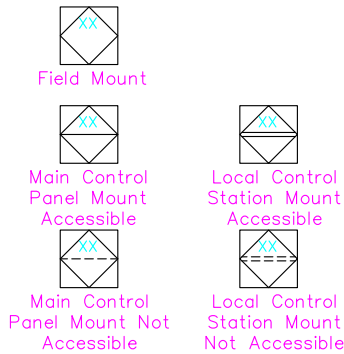 XX
Field Mount
XX
Main Control
Panel Mount
Accessible
XX
Local Control
Station Mount
Accessible
XX
Main Control
Panel Mount Not
Accessible
XX
Local Control
Station Mount
Not Accessible